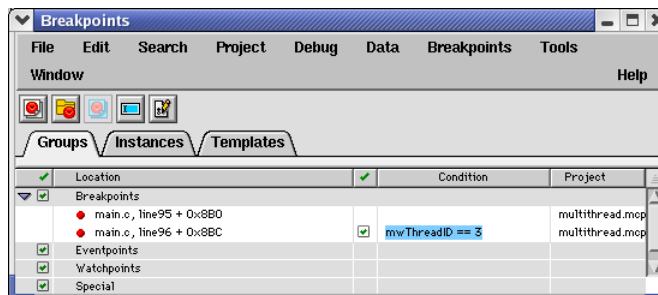 Breakpoints
File Edit Search Project Debug Data Breakpoints Tools
Window Help
Groups Instances Templates
Location Condition Project
Breakpoints
main.c, line95 + 0x8B0 multithread.mcp
main.c, line96 + 0x8BC mwThreadID == 3 multithread.mcp
Eventpoints
Watchpoints
Special